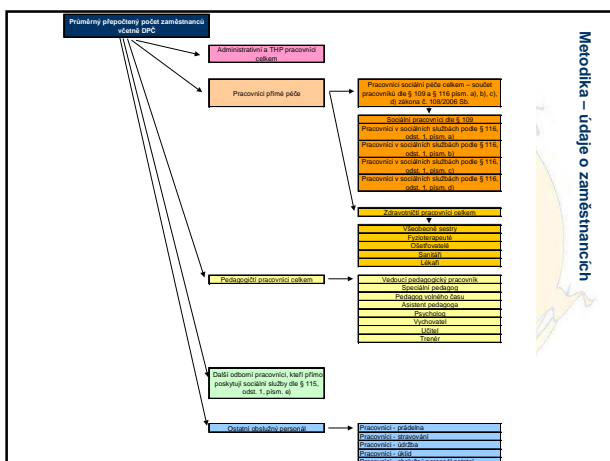 Průměrný přepočtený počet zaměstnanců
včetně DPČ
Metodika – údaje o zaměstnancích
Administrativní a THP pracovníci
celkem
Pracovníci přímé péče
Pracovníci sociální péče celkem – součet
pracovníků dle § 109 a § 116 písm. a), b), c),
d) zákona č. 108/2006 Sb.
Sociální pracovníci dle § 109
Pracovníci v sociálních službách podle § 116,
odst. 1, písm. a)
Pracovníci v sociálních službách podle § 116,
odst. 1, písm. b)
Pracovníci v sociálních službách podle § 116,
odst. 1, písm. c)
Pracovníci v sociálních službách podle § 116,
odst. 1, písm. d)
Zdravotničtí pracovníci celkem
Všeobecné sestry
Fyzioterapeuté
Ošetřovatelé
Sanitáři
Lékaři
Pedagogičtí pracovníci celkem
Vedoucí pedagogický pracovník
Speciální pedagog
Pedagog volného času
Asistent pedagoga
Psycholog
Vychovatel
Učitel
Trenér
Další odborní pracovníci, kteří přímo
poskytují sociální služby dle § 115,
odst. 1, písm. e)
Ostatní obslužný personál
Pracovníci - prádelna
Pracovníci - stravování
Pracovníci - údržba
Pracovníci - úklid
Pracovníci - obslužný personál ostatní